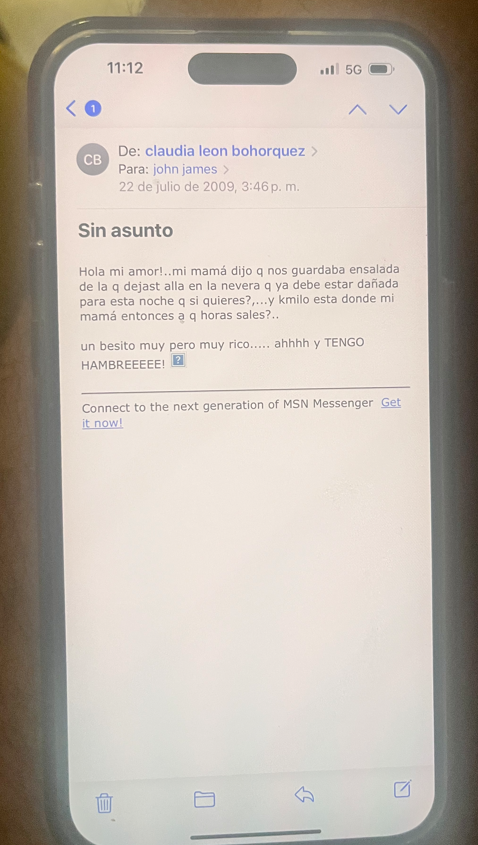 11:12
5G
1
CB
De: claudia leon bohorquez
Para: john james
22 de julio de 2009, 3:46 p. m.
Sin asunto
Hola mi amor!..mi mamá dijo q nos guardaba ensalada
de la q dejast alla en la nevera q ya debe estar dañada
para esta noche q si quieres?,...y kmilo esta donde mi
mamá entonces a q horas sales?..
un besito muy pero muy rico..... ahhhh y TENGO
HAMBREEEEE! ?
Connect to the next generation of MSN Messenger Get
it now!